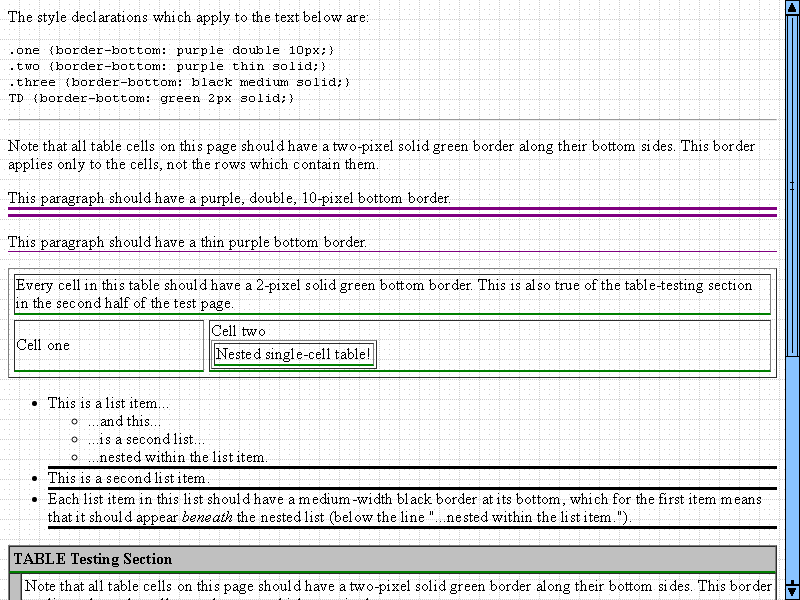 The style declarations which apply to the text below are:
.one {border-bottom: purple double 10px;}
.two {border-bottom: purple thin solid;}
.three {border-bottom: black medium solid;}
TD {border-bottom: green 2px solid;}
Note that all table cells on this page should have a two-pixel solid green border along their bottom sides. This border
applies only to the cells, not the rows which contain them.
This paragraph should have a purple, double, 10-pixel bottom border.
This paragraph should have a thin purple bottom border.
Every cell in this table should have a 2-pixel solid green bottom border. This is also true of the table-testing section
in the second half of the test page.
Cell one
Cell two
Nested single-cell table!
This is a list item...
...and this...
...is a second list...
...nested within the list item.
This is a second list item.
Each list item in this list should have a medium-width black border at its bottom, which for the first item means
that it should appear beneath the nested list (below the line "...nested within the list item.").
TABLE Testing Section
Note that all table cells on this page should have a two-pixel solid green border along their bottom sides. This border